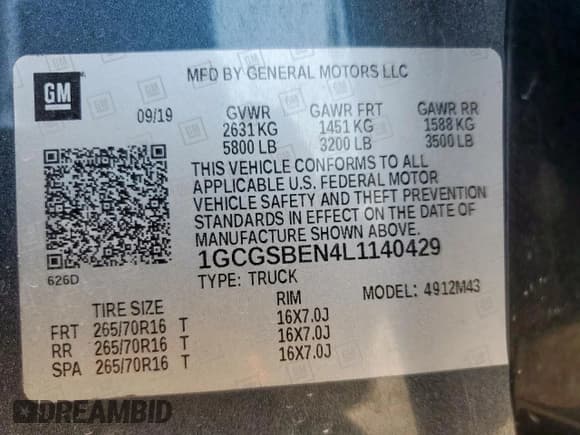 GM
MFD BY GENERAL MOTORS LLC
09/19 GVWR GAWR FRT GAWR RR
2631 KG 1451 KG 1588 KG
5800 LB 3200 LB 3500 LB
THIS VEHICLE CONFORMS TO ALL
APPLICABLE U.S. FEDERAL MOTOR
VEHICLE SAFETY AND THEFT PREVENTION
STANDARDS IN EFFECT ON THE DATE OF
MANUFACTURE SHOWN ABOVE.
626D
1GCGSBEN4L1140429
TYPE: TRUCK MODEL: 4912M43
TIRE SIZE RIM
FRT 265/70R16 T 16X7.0J
RR 265/70R16 T 16X7.0J
SPA 265/70R16 T 16X7.0J
DREAMBID